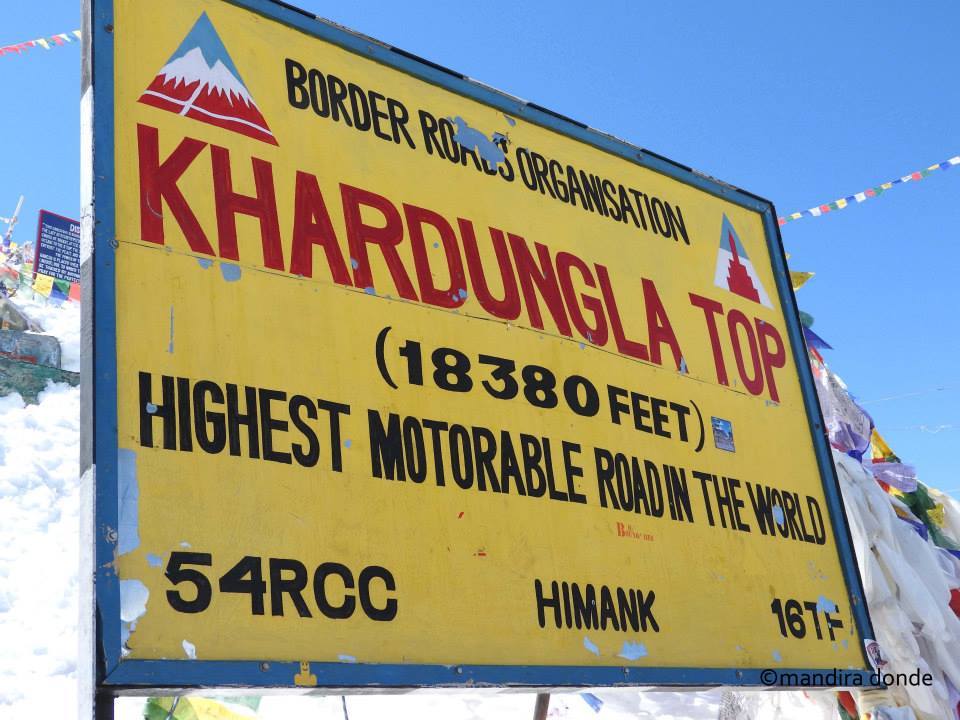 BORDER ROADS ORGANISATION
KHARDUNGLA TOP
(18380 FEET)
HIGHEST MOTORABLE ROAD IN THE WORLD
54RCC HIMANK 16TF
©mandira donde